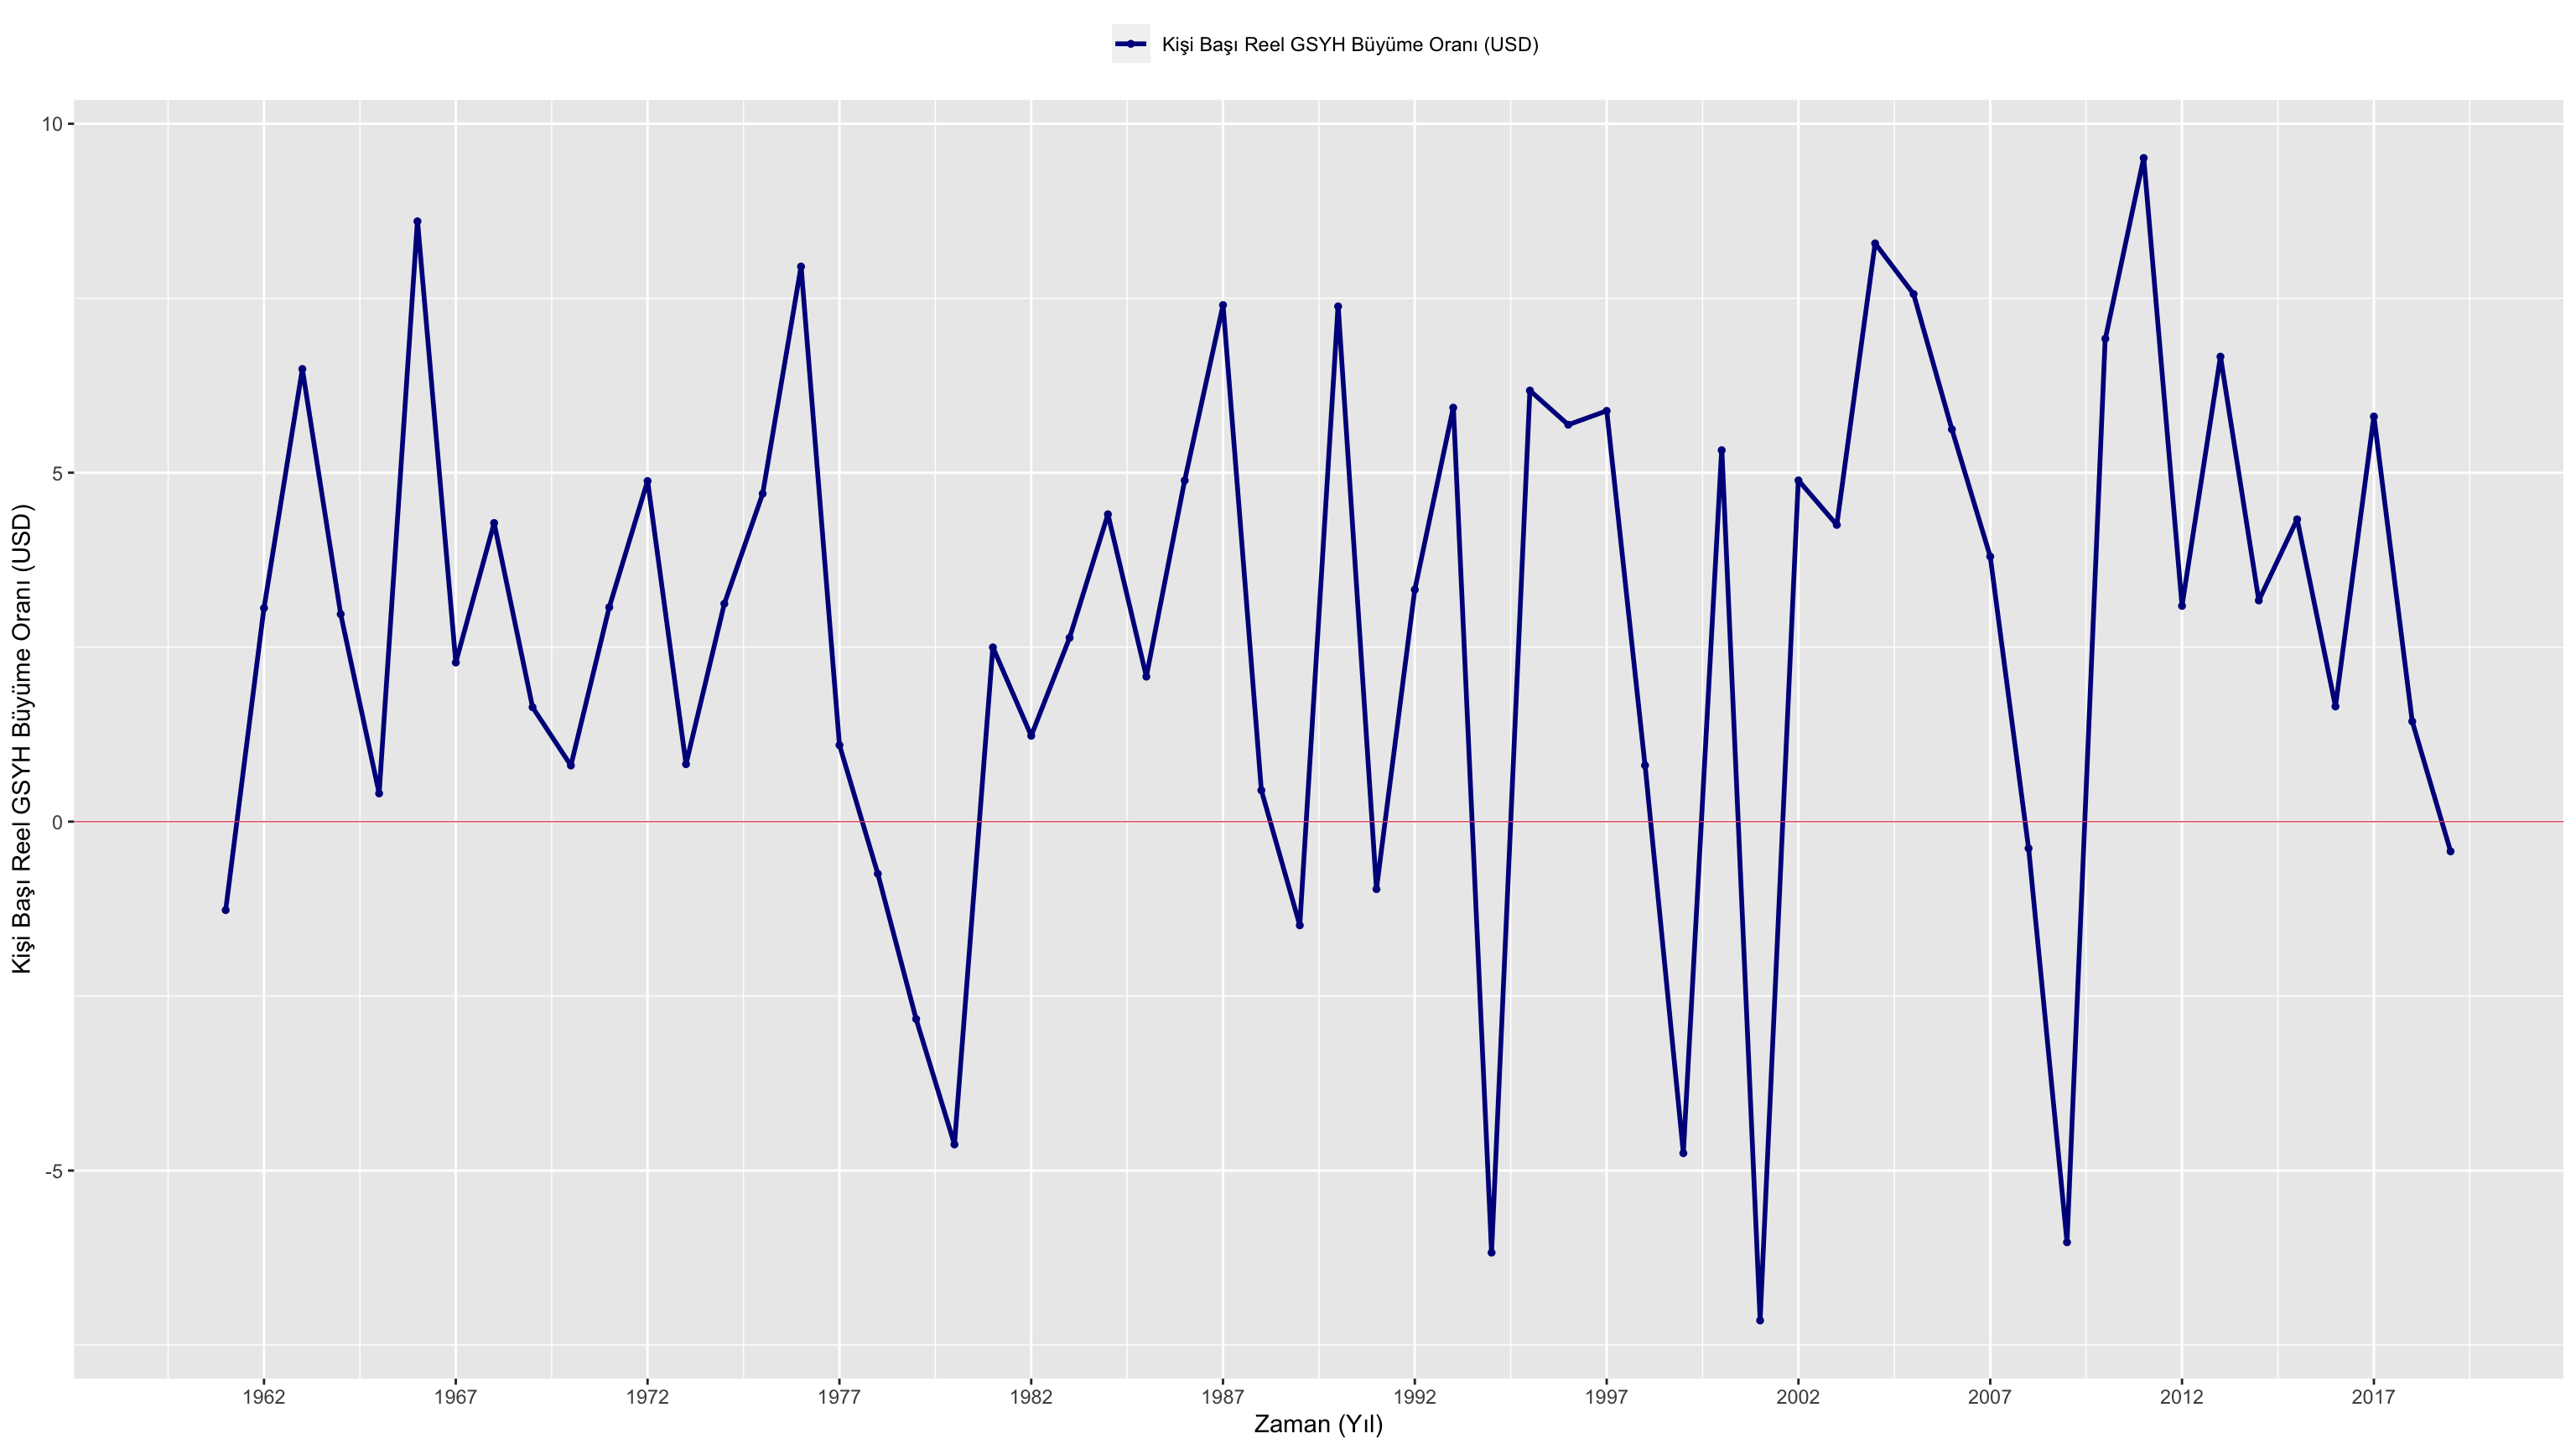 Kişi Başı Reel GSYH Büyüme Oranı (USD)
Kişi Başı Reel GSYH Büyüme Oranı (USD)
10
5
0
-5
1962 1967 1972 1977 1982 1987 1992 1997 2002 2007 2012 2017
Zaman (Yıl)